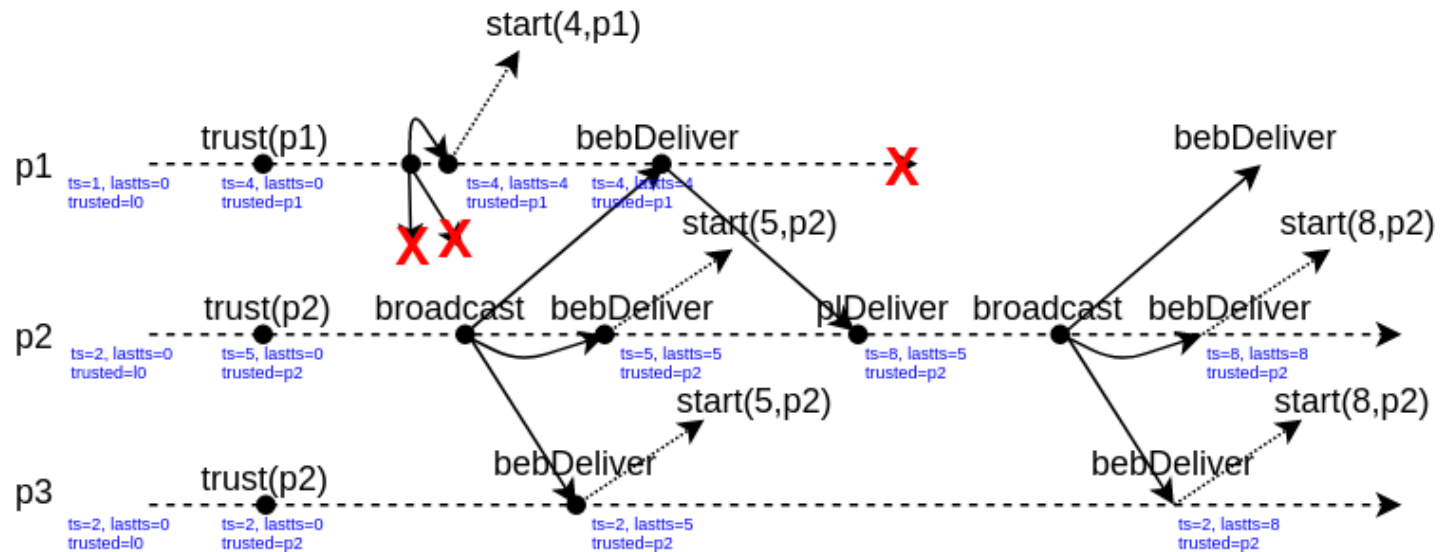 start(4,p1)
trust(p1)
bebDeliver
bebDeliver
p1
ts=1, lastts=0
trusted=l0
ts=4, lastts=0
trusted=p1
ts=4, lastts=4
trusted=p1
ts=4, lastts=4
trusted=p1
X
X
X
start(5,p2)
start(8,p2)
trust(p2)
broadcast
bebDeliver
plDeliver
broadcast
bebDeliver
p2
ts=2, lastts=0
trusted=l0
ts=5, lastts=0
trusted=p2
ts=5, lastts=5
trusted=p2
ts=8, lastts=5
trusted=p2
ts=8, lastts=8
trusted=p2
start(5,p2)
start(8,p2)
trust(p2)
bebDeliver
bebDeliver
p3
ts=2, lastts=0
trusted=l0
ts=2, lastts=0
trusted=p2
ts=2, lastts=5
trusted=p2
ts=2, lastts=8
trusted=p2